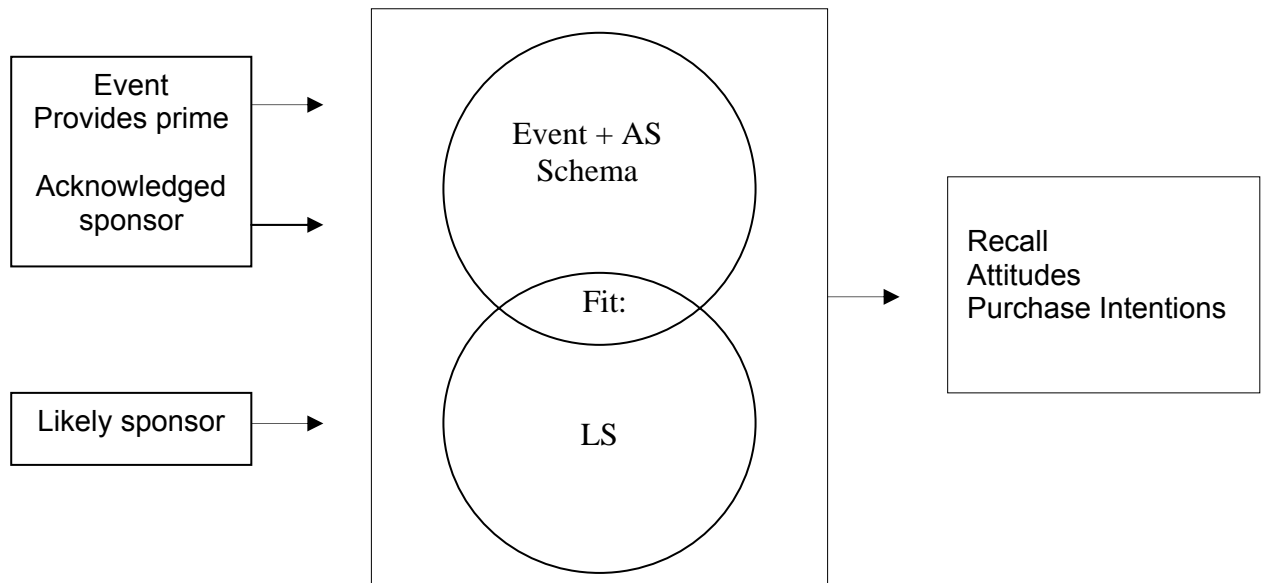 Event
Provides prime
Acknowledged
sponsor
Likely sponsor
Event + AS
Schema
Fit:
LS
Recall
Attitudes
Purchase Intentions